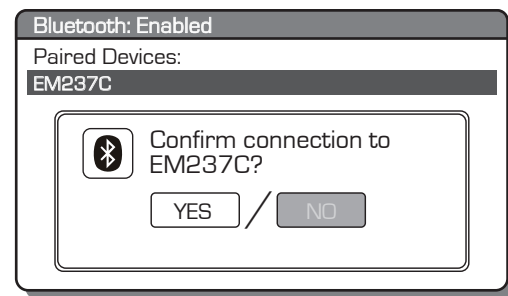 Bluetooth: Enabled
Paired Devices:
EM237C
Confirm connection to
EM237C?
YES / NO